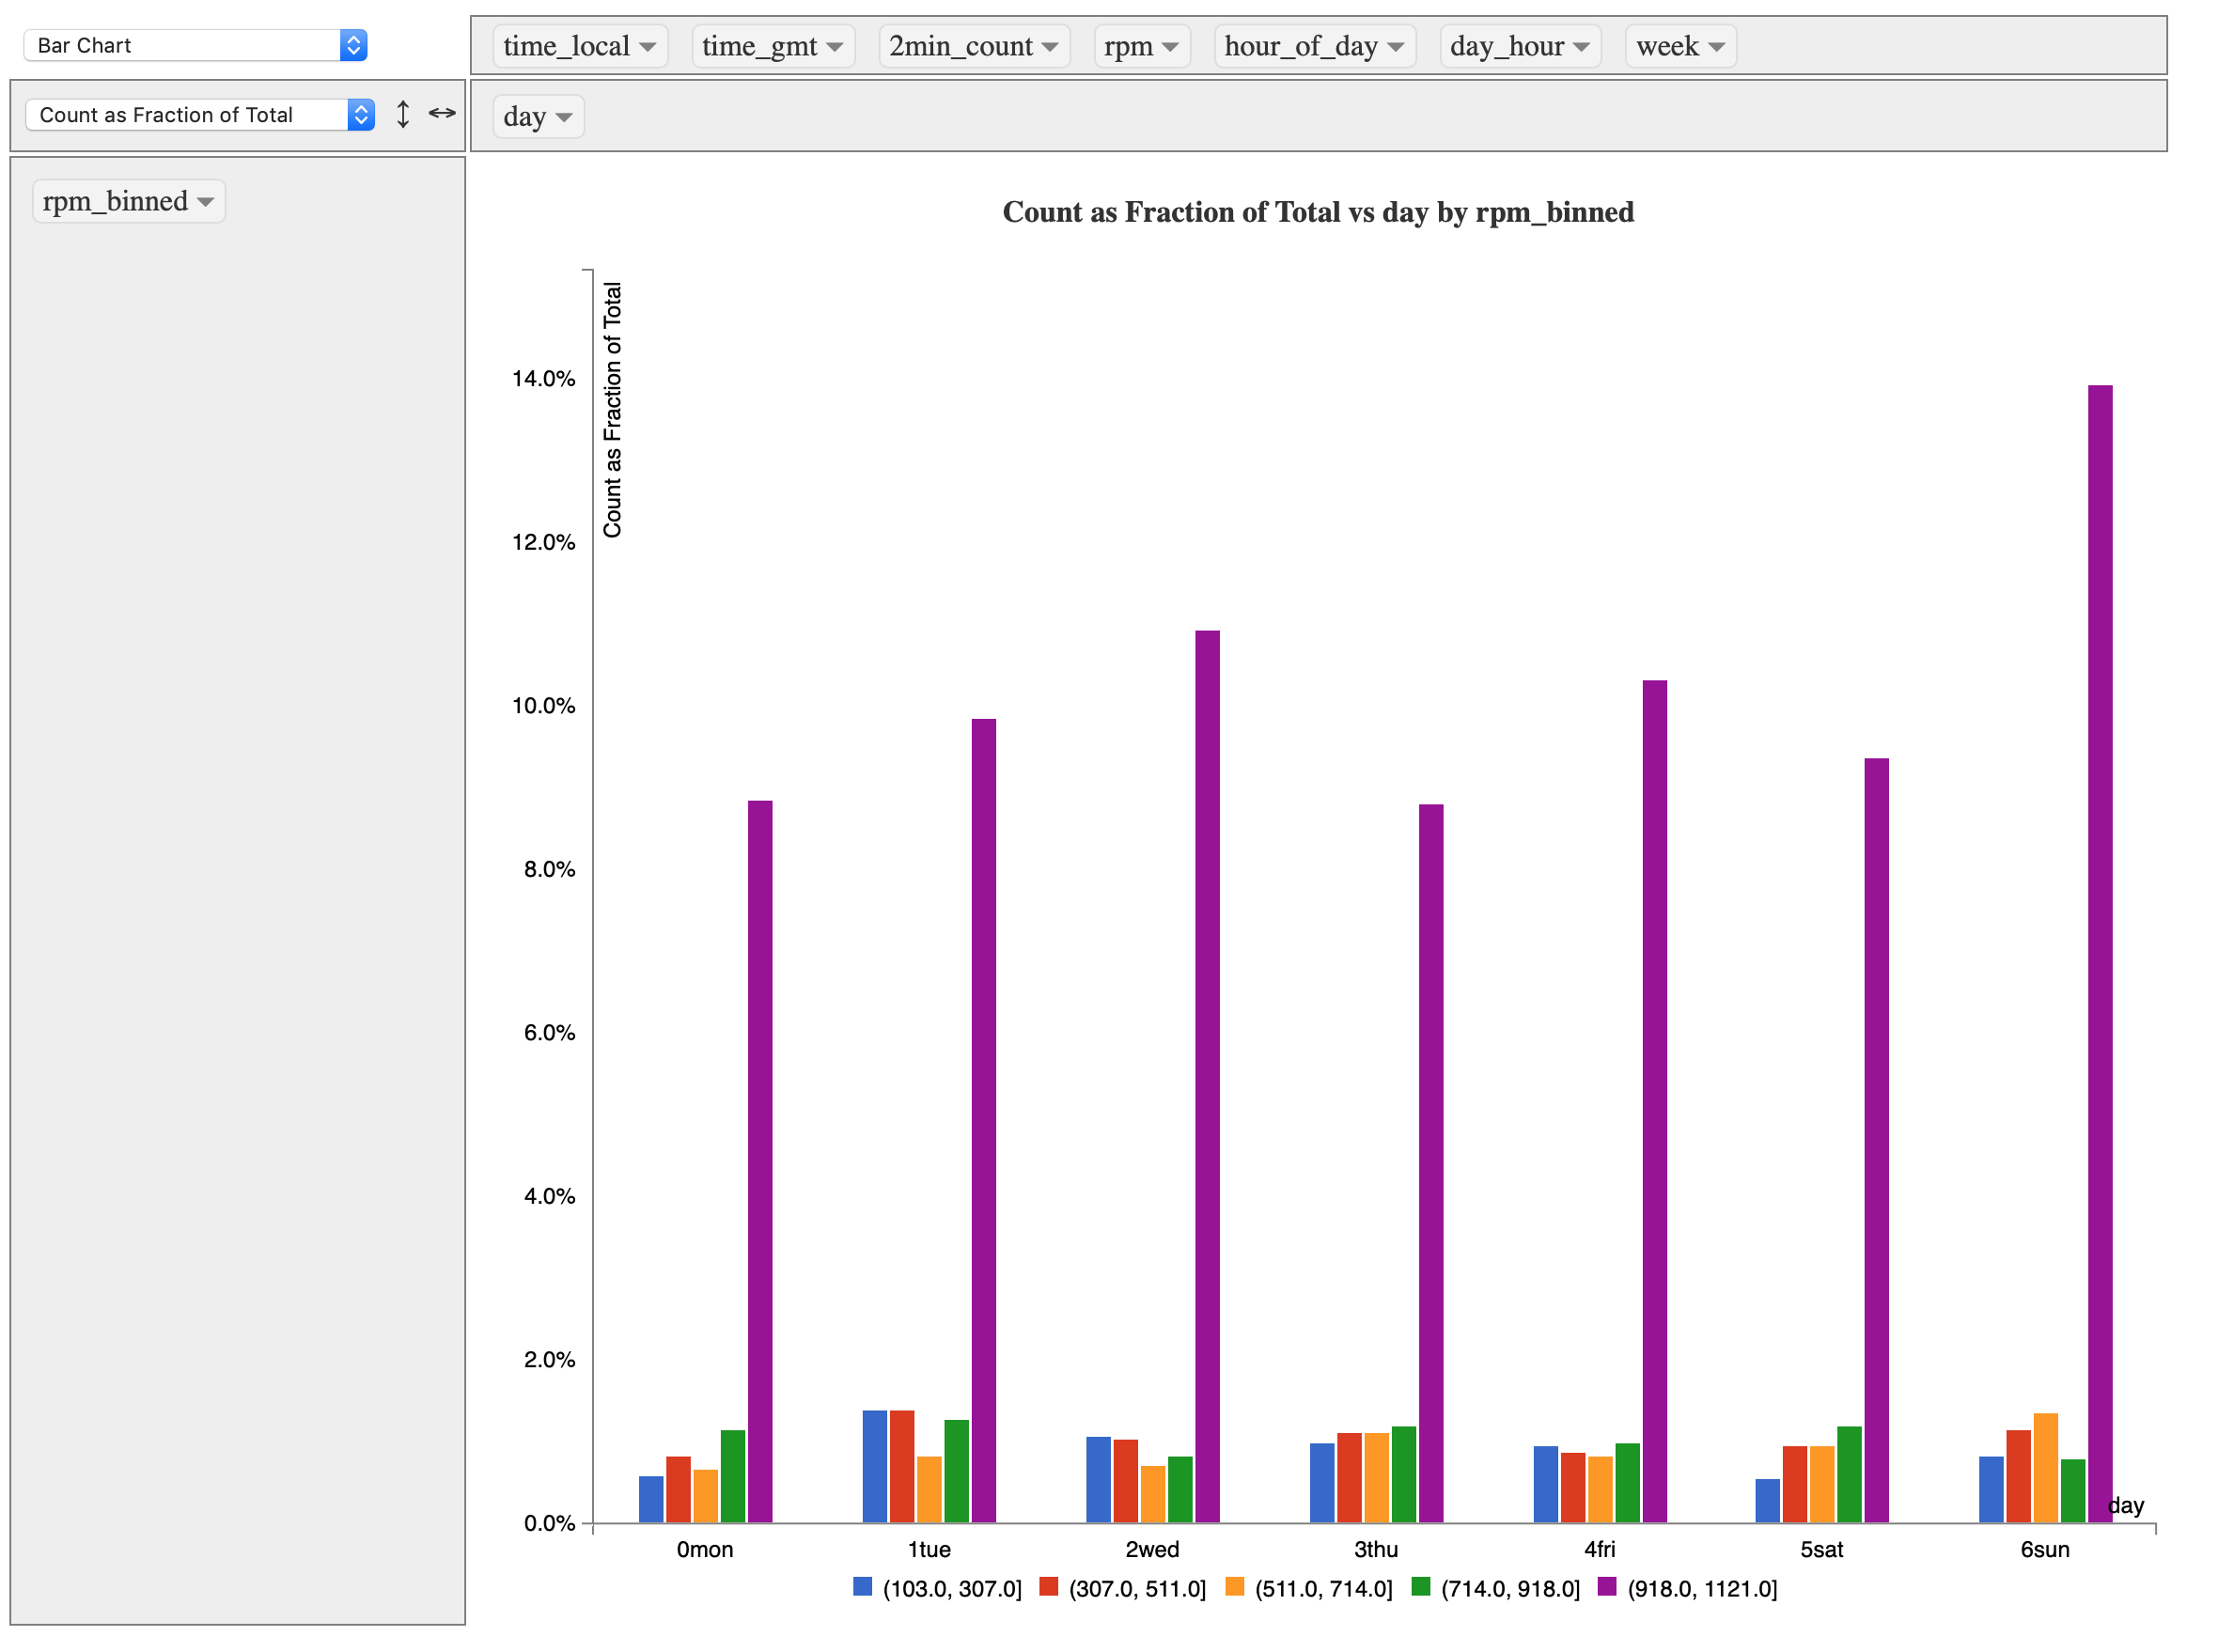 Bar Chart
time_local time_gmt 2min_count rpm hour_of_day day_hour week
Count as Fraction of Total ↕ ↔
day
rpm_binned
Count as Fraction of Total vs day by rpm_binned
Count as Fraction of Total
14.0%
12.0%
10.0%
8.0%
6.0%
4.0%
2.0%
0.0%
day
0mon 1tue 2wed 3thu 4fri 5sat 6sun
(103.0, 307.0] (307.0, 511.0] (511.0, 714.0] (714.0, 918.0] (918.0, 1121.0]